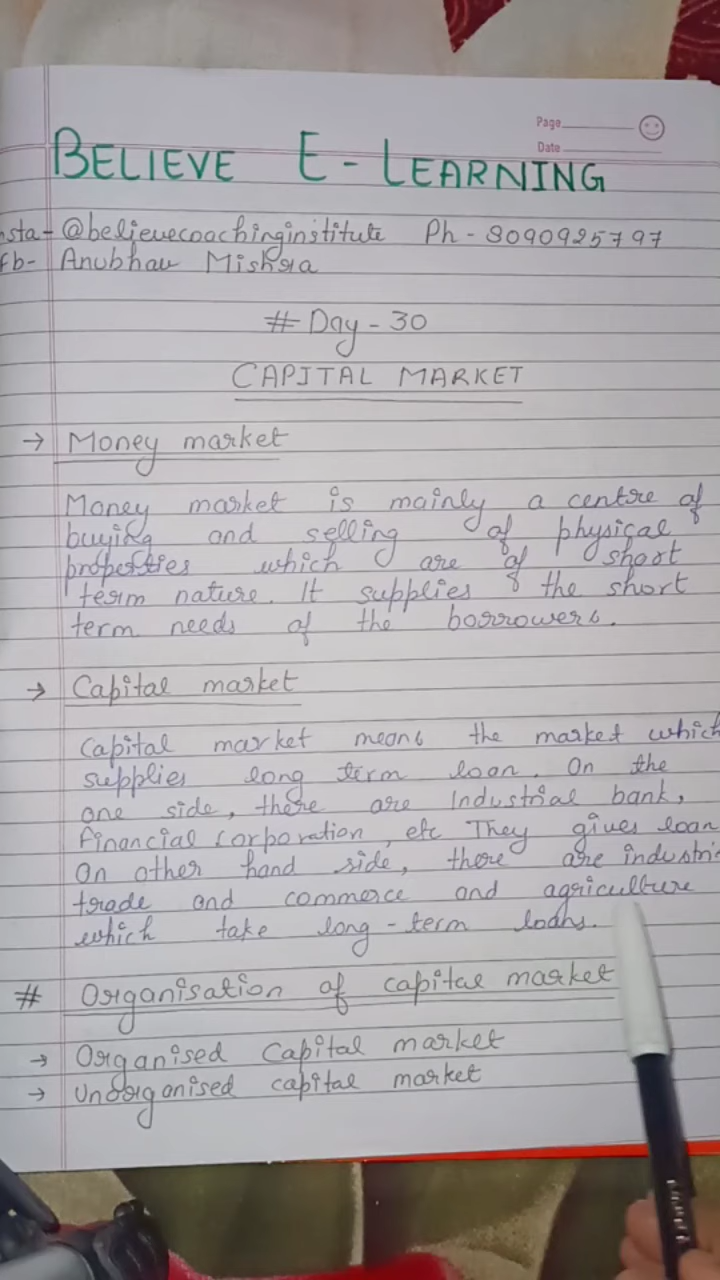 Page
Date
BELIEVE E-LEARNING
nsta- @believecoachinginstitute Ph - 8090925797
fb- Anubhav Mishra
# Day - 30
CAPITAL MARKET
→ Money market
Money market is mainly a centre of
buying and selling of physical
properties which are of short
term nature. It supplies the short
term needs of the borrowers.
→ Capital market
Capital market means the market which
supplies long term loan. On the
one side, there are Industrial bank,
financial corporation, etc They gives loan
On other hand side, there are industri
trade and commerce and agriculture
which take long-term loans.
# Organisation of capital market
→ Organised Capital market
→ Unorganised capital market